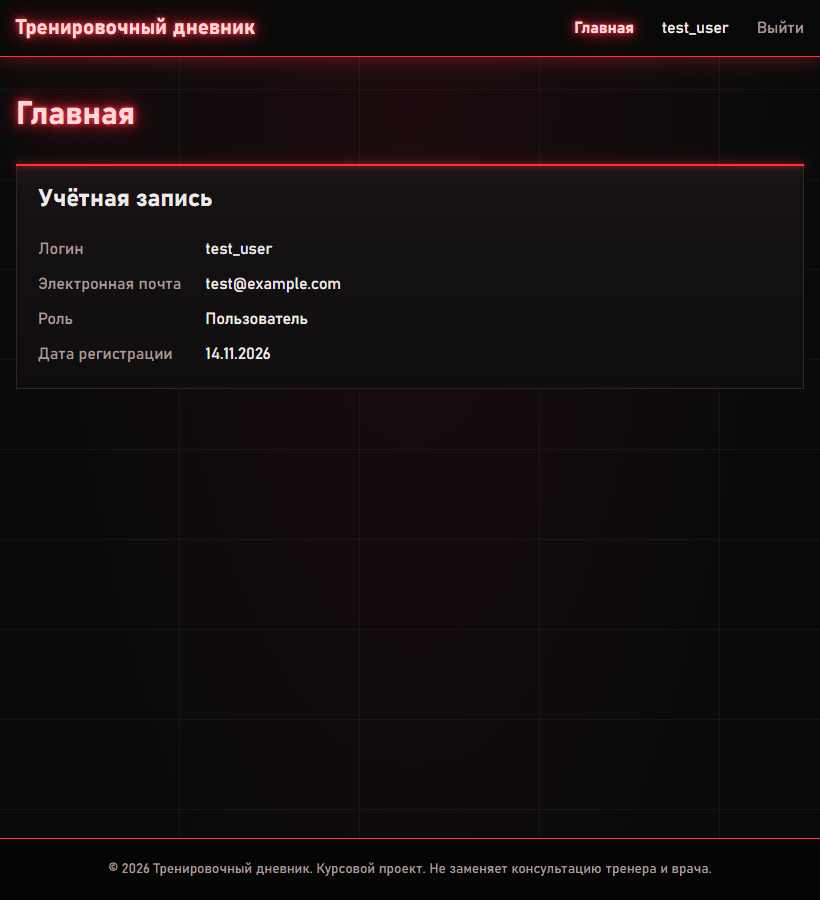 Тренировочный дневник Главная test_user Выйти
Главная
Учётная запись
Логин test_user
Электронная почта test@example.com
Роль Пользователь
Дата регистрации 14.11.2026
© 2026 Тренировочный дневник. Курсовой проект. Не заменяет консультацию тренера и врача.